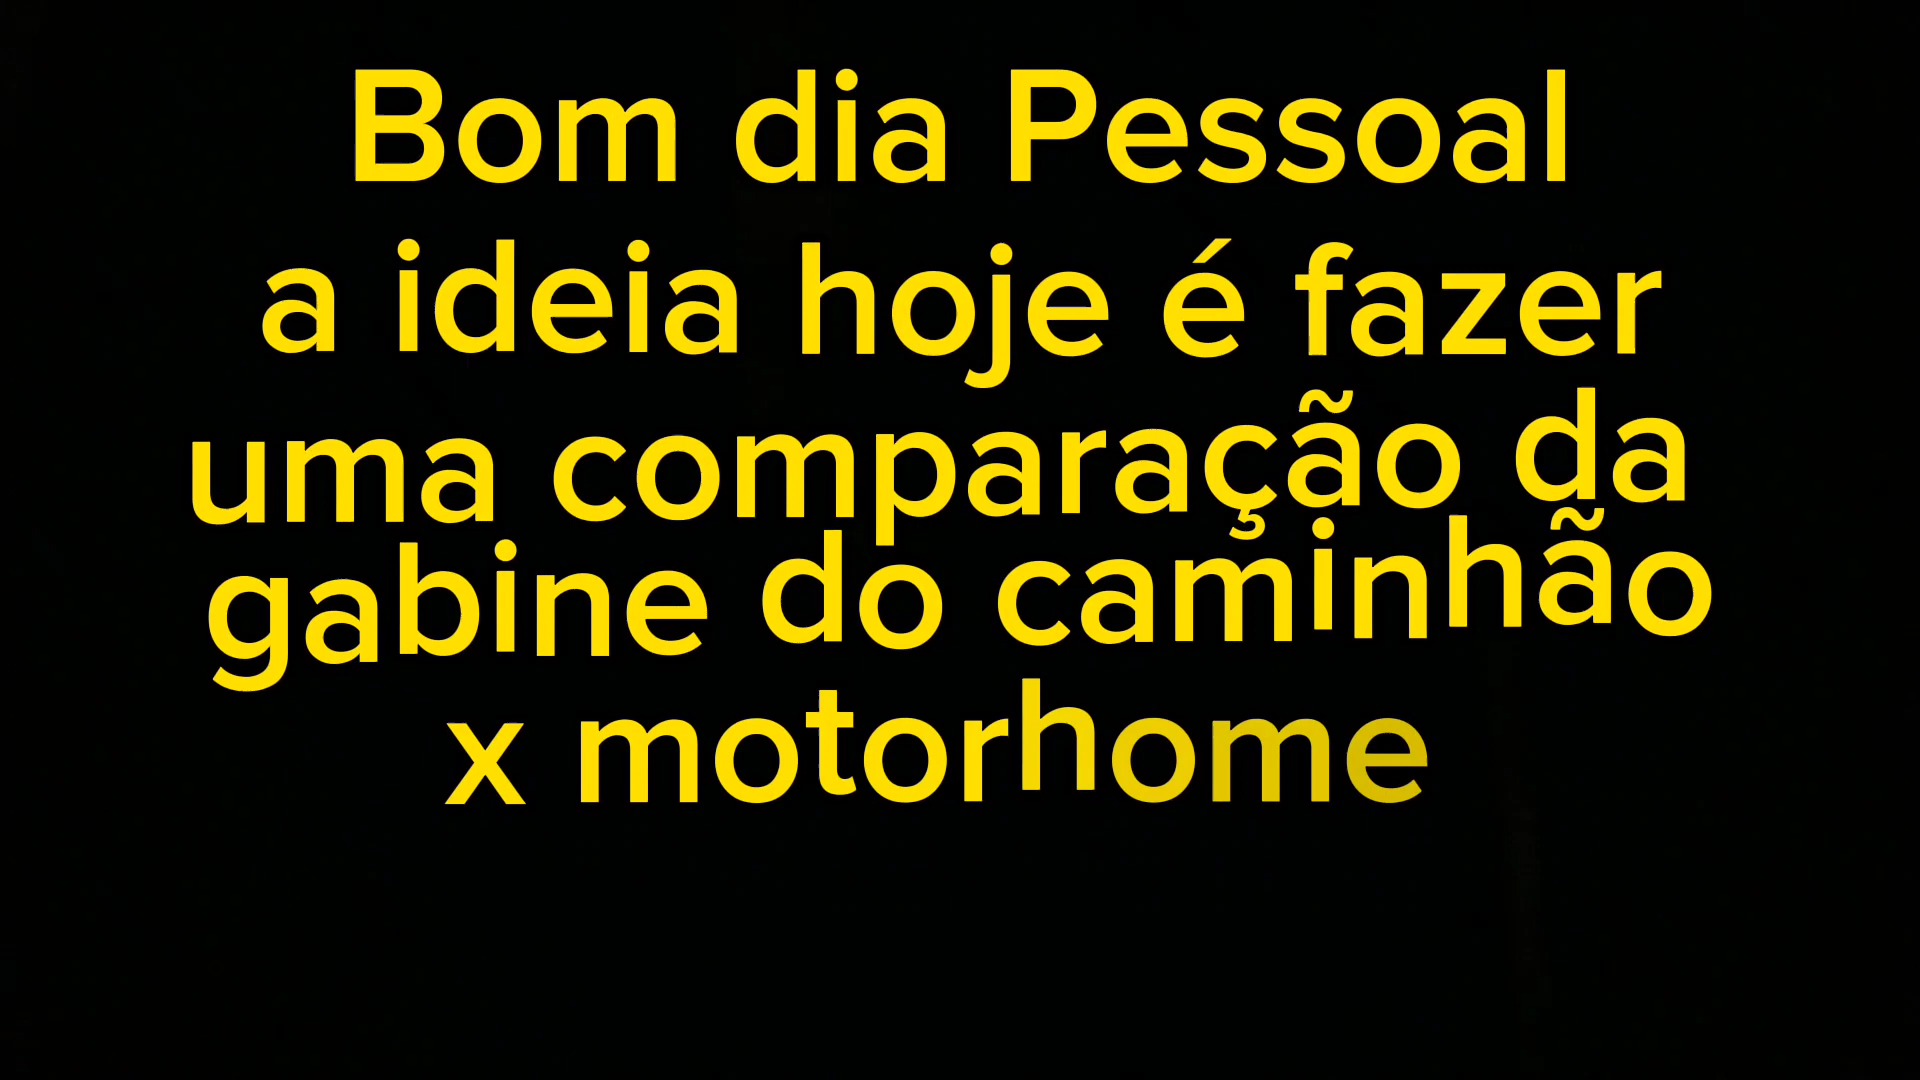 Bom dia Pessoal
a ideia hoje é fazer
uma comparação da
gabine do caminhão
x motorhome